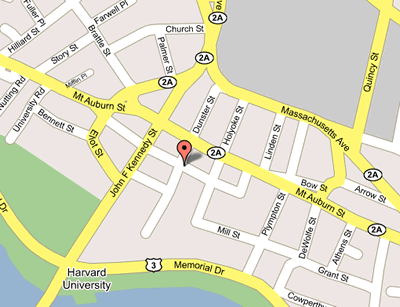 Fuller Pl
Farwell Pl
Church St
Hilliard St
Brattle St
Story St
Palmer St
2A
Quincy St
Mifflin Pl
Nutting Rd
2A
University Rd
Mt Auburn St
Dunster St
Holyoke St
Massachusetts Ave
Bennett St
Eliot St
John F Kennedy St
Linden St
2A
2A
Bow St
Arrow St
Mt Auburn St
Plympton St
DeWolfe St
Athens St
2A
Mill St
3
Memorial Dr
Grant St
Harvard
University
Dr